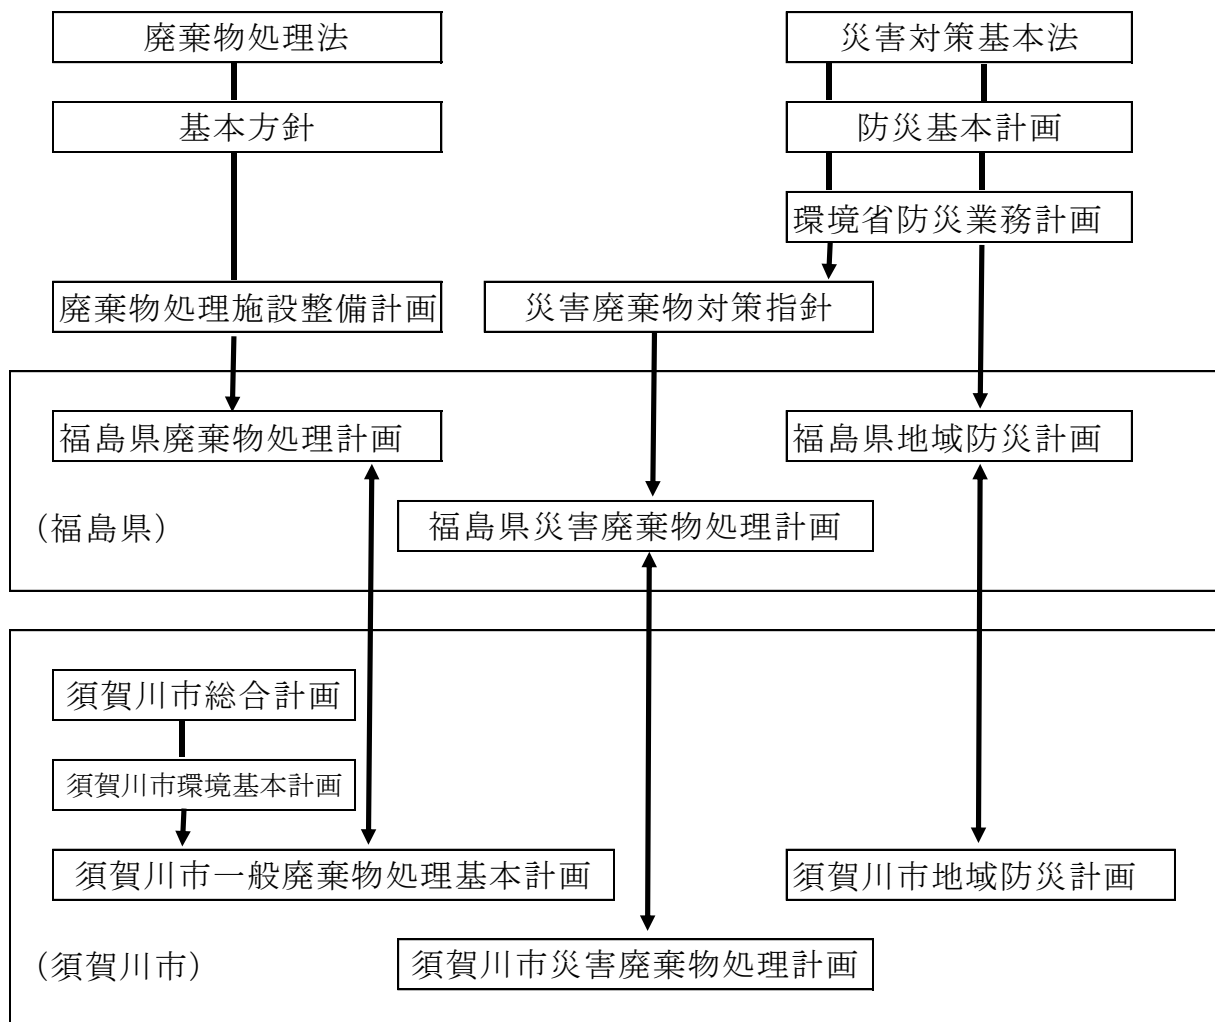 廃棄物処理法
災害対策基本法
基本方針
防災基本計画
環境省防災業務計画
廃棄物処理施設整備計画
災害廃棄物対策指針
福島県廃棄物処理計画
福島県地域防災計画
(福島県)
福島県災害廃棄物処理計画
須賀川市総合計画
須賀川市環境基本計画
須賀川市一般廃棄物処理基本計画
須賀川市地域防災計画
(須賀川市)
須賀川市災害廃棄物処理計画